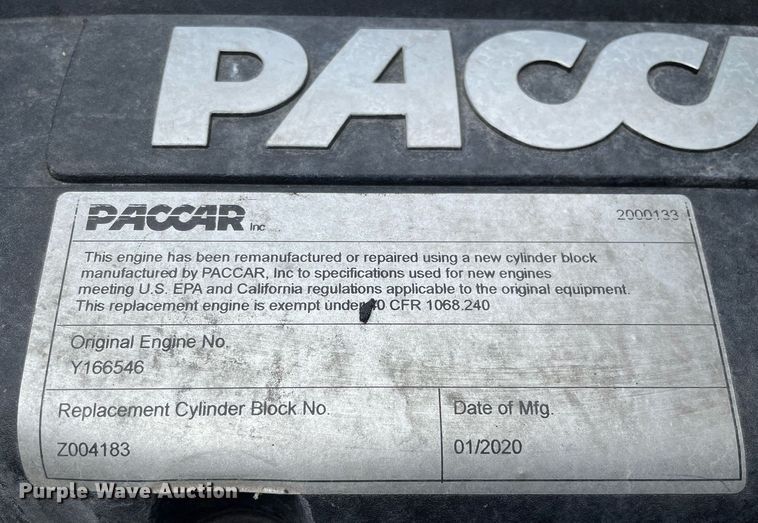 PACCA
PACCAR Inc
2000133
This engine has been remanufactured or repaired using a new cylinder block
manufactured by PACCAR, Inc to specifications used for new engines
meeting U.S. EPA and California regulations applicable to the original equipment.
This replacement engine is exempt under 40 CFR 1068.240
Original Engine No.
Y166546
Replacement Cylinder Block No.
Z004183
Date of Mfg.
01/2020
Purple Wave Auction